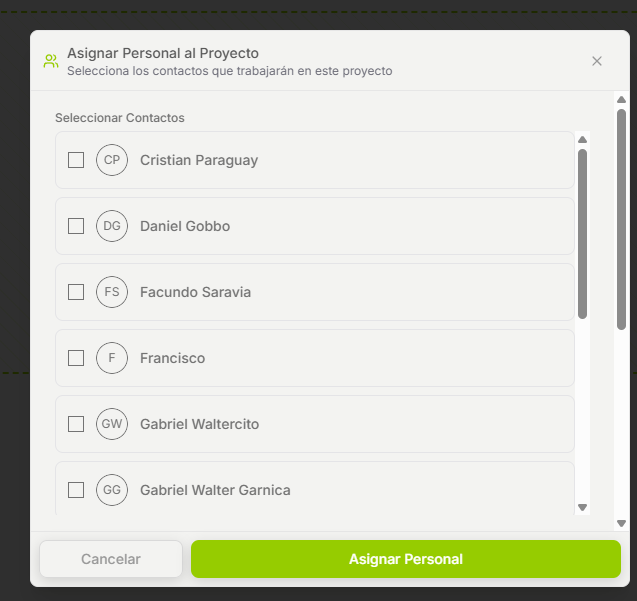 Asignar Personal al Proyecto
Selecciona los contactos que trabajarán en este proyecto
Seleccionar Contactos
CP Cristian Paraguay
DG Daniel Gobbo
FS Facundo Saravia
F Francisco
GW Gabriel Waltercito
GG Gabriel Walter Garnica
Cancelar Asignar Personal